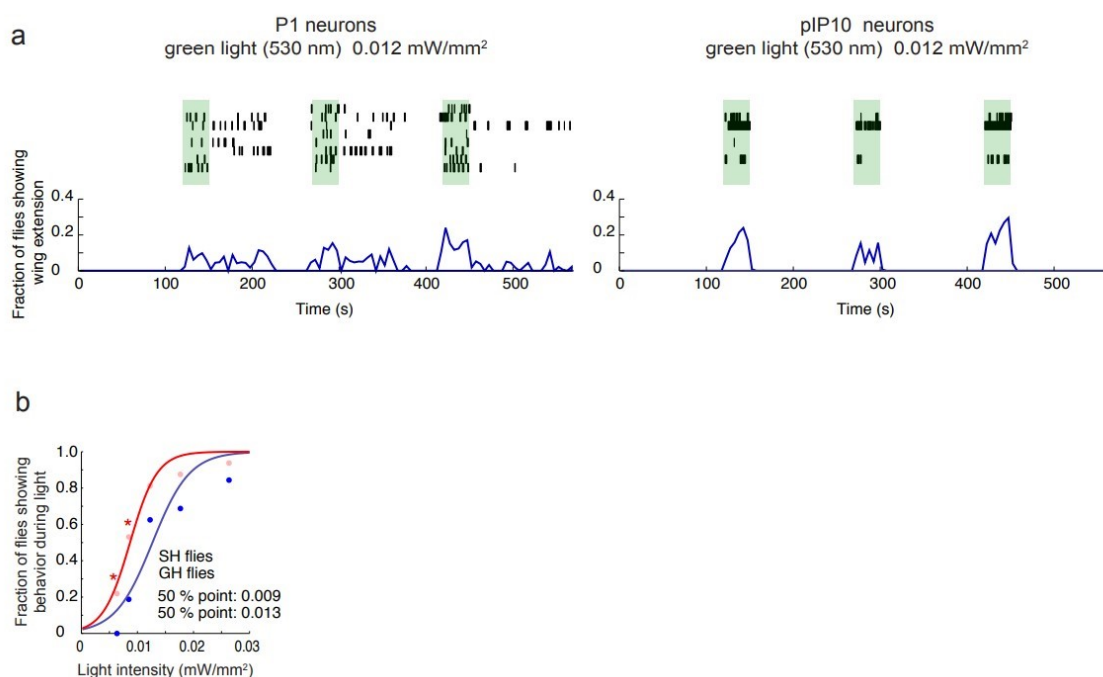 a
P1 neurons
green light (530 nm) 0.012 mW/mm²
pIP10 neurons
green light (530 nm) 0.012 mW/mm²
Fraction of flies showing
wing extension
0.4
0.2
0
0 100 200 300 400 500
Time (s)
0.4
0.2
0
0 100 200 300 400 500
Time (s)
b
Fraction of flies showing
behavior during light
1.0
0.8
0.6
0.4
0.2
0
* *
SH flies
GH flies
50 % point: 0.009
50 % point: 0.013
0 0.01 0.02 0.03
Light intensity (mW/mm²)